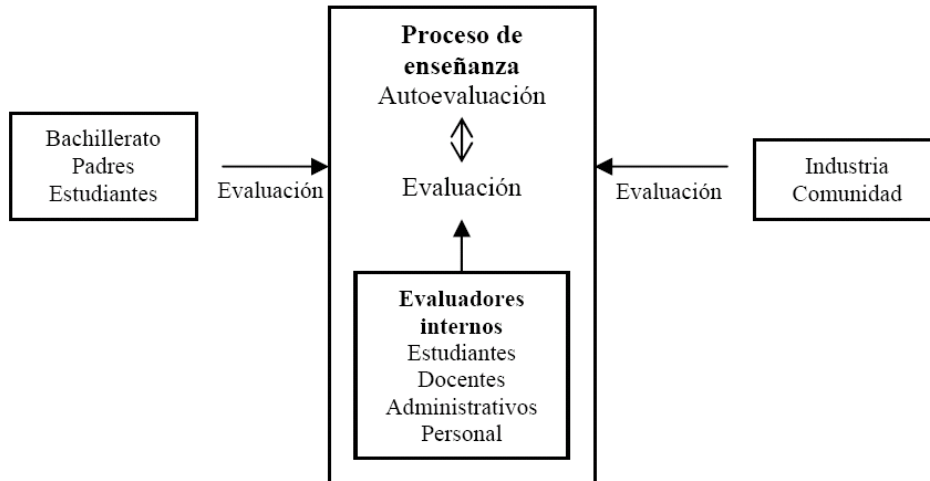 Proceso de
enseñanza
Autoevaluación
Bachillerato
Padres
Estudiantes
Evaluación
Evaluación
Evaluación
Industria
Comunidad
Evaluadores
internos
Estudiantes
Docentes
Administrativos
Personal